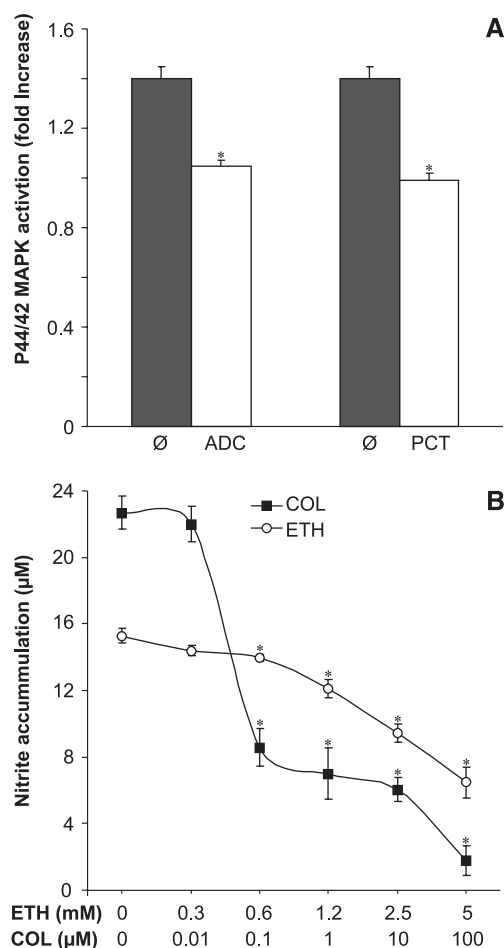 A
P44/42 MAPK activtion (fold Increase)
1.6
1.2
0.8
0.4
0
Ø ADC Ø PCT
* *
B
Nitrite accummulation (µM)
24
20
16
12
8
4
0
COL
ETH
* * * *
* * * *
ETH (mM) 0 0.3 0.6 1.2 2.5 5
COL (µM) 0 0.01 0.1 1 10 100